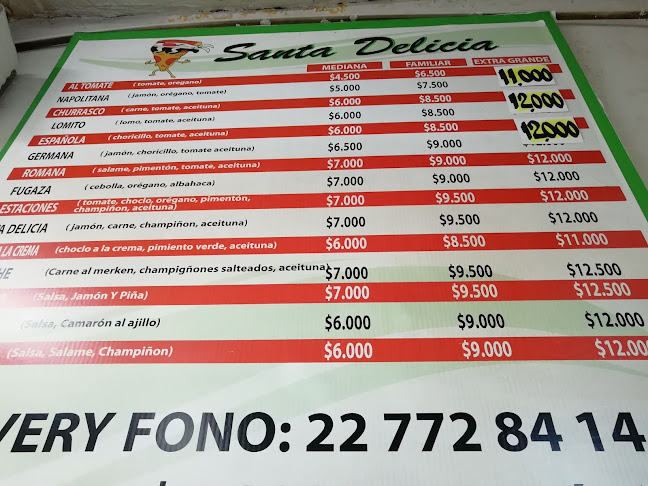 Santa Delicia
MEDIANA FAMILIAR EXTRA GRANDE
AL TOMATE (tomate, oregano) $4.500 $6.500 11,000
NAPOLITANA (jamón, orégano, tomate) $5.000 $7.500
CHURRASCO (carne, tomate, aceituna) $6.000 $8.500 $12,000
LOMITO (lomo, tomate, aceituna) $6.000 $8.500
ESPAÑOLA (choricillo, tomate, aceituna) $6.000 $8.500 $12,000
GERMANA (jamón, choricillo, tomate aceituna) $6.500 $9.000
ROMANA (salame, pimentón, tomate, aceituna) $7.000 $9.000 $12.000
FUGAZA (cebolla, orégano, albahaca) $7.000 $9.000 $12.000
ESTACIONES (tomate, choclo, orégano, pimentón, champiñon, aceituna) $7.000 $9.500 $12.000
A DELICIA (jamón, carne, champiñon, aceituna) $7.000 $9.500 $12.000
A LA CREMA (choclo a la crema, pimiento verde, aceituna) $6.000 $8.500 $11.000
HE (Carne al merken, champigñones salteados, aceituna) $7.000 $9.500 $12.500
(Salsa, Jamón Y Piña) $7.000 $9.500 $12.500
(Salsa, Camarón al ajillo) $6.000 $9.000 $12.000
(Salsa, Salame, Champiñon) $6.000 $9.000 $12.000
VERY FONO: 22 772 84 14